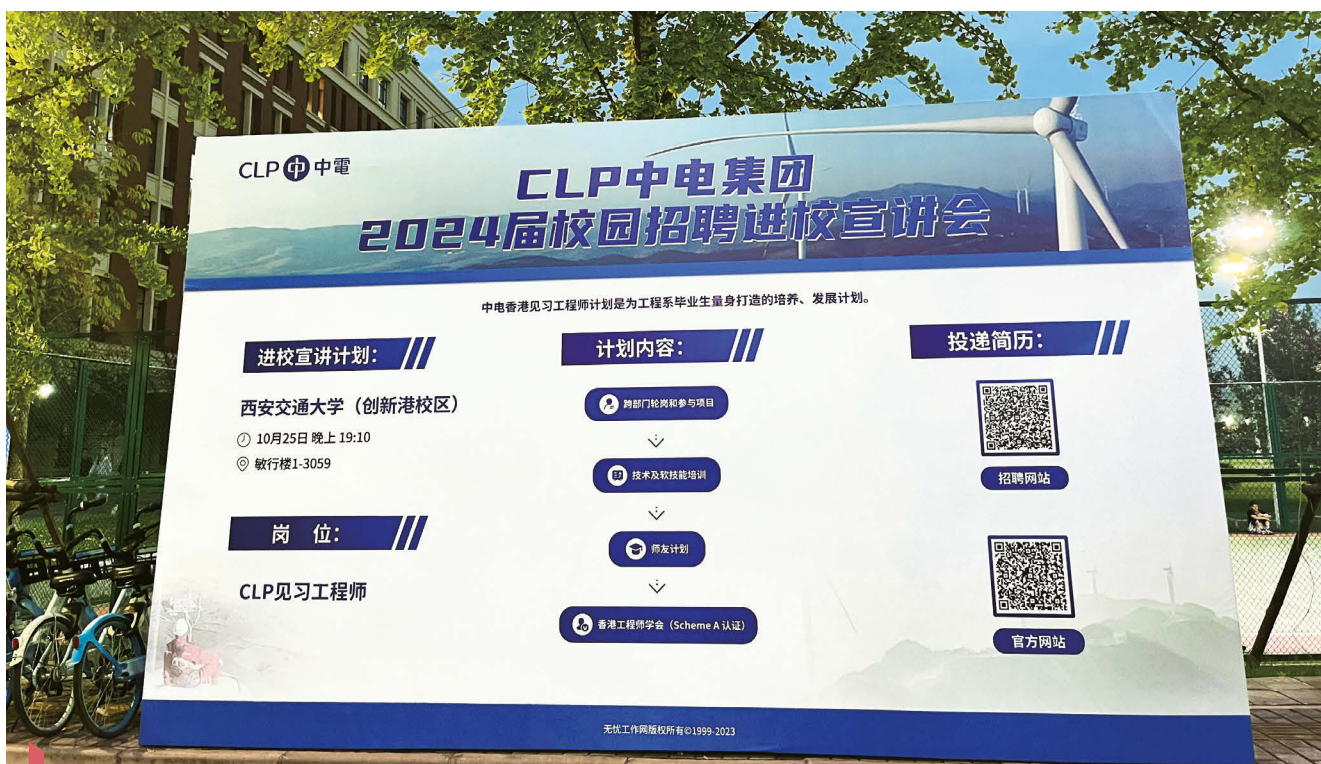 CLP 中電
CLP中电集团
2024届校园招聘进校宣讲会
中电香港见习工程师计划是为工程系毕业生量身打造的培养、发展计划。
进校宣讲计划：
西安交通大学（创新港校区）
10月25日 晚上 19:10
敏行楼1-3059
岗 位：
CLP见习工程师
计划内容：
跨部门轮岗和参与项目
技术及软技能培训
师友计划
香港工程师学会（Scheme A 认证）
投递简历：
招聘网站
官方网站
无忧工作网版权所有©1999-2023